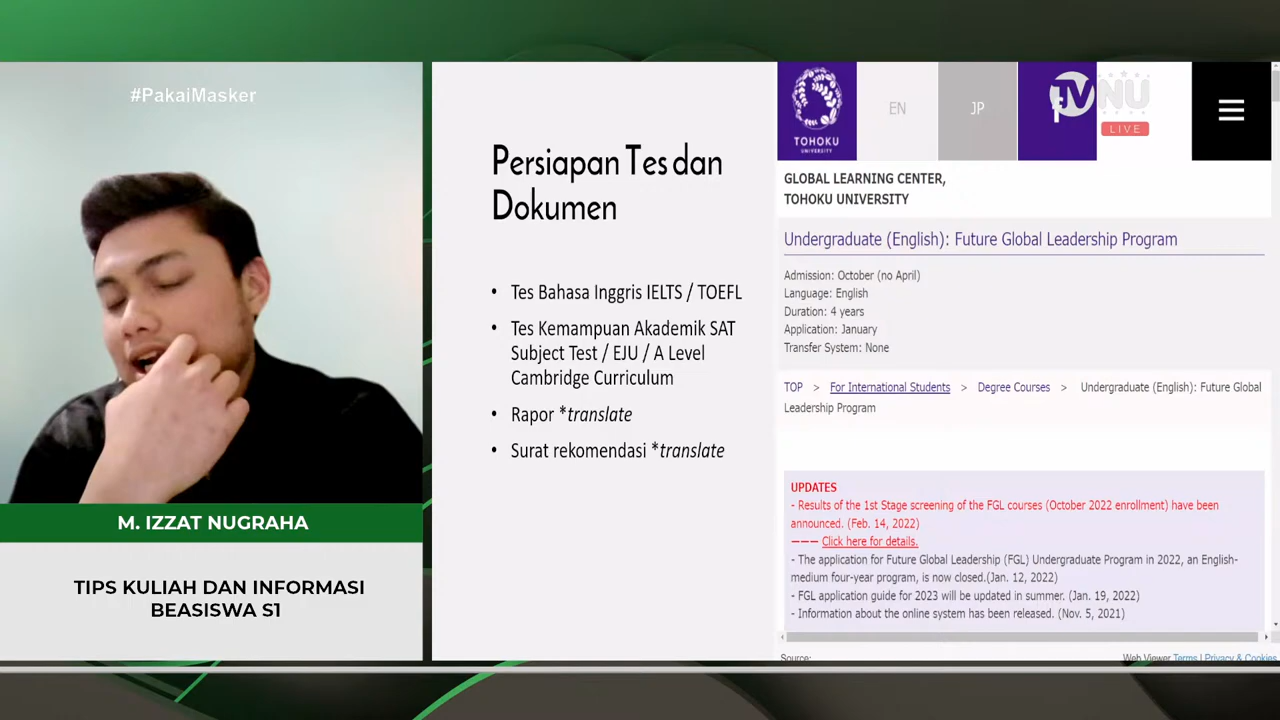 #PakaiMasker
M. IZZAT NUGRAHA
TIPS KULIAH DAN INFORMASI
BEASISWA S1
Persiapan Tes dan
Dokumen
• Tes Bahasa Inggris IELTS / TOEFL
• Tes Kemampuan Akademik SAT
Subject Test / EJU / A Level
Cambridge Curriculum
• Rapor *translate
• Surat rekomendasi *translate
TOHOKU
UNIVERSITY
EN
JP
TVNU
LIVE
GLOBAL LEARNING CENTER,
TOHOKU UNIVERSITY
Undergraduate (English): Future Global Leadership Program
Admission: October (no April)
Language: English
Duration: 4 years
Application: January
Transfer System: None
TOP > For International Students > Degree Courses > Undergraduate (English): Future Global
Leadership Program
UPDATES
- Results of the 1st Stage screening of the FGL courses (October 2022 enrollment) have been
announced. (Feb. 14, 2022)
——— Click here for details.
- The application for Future Global Leadership (FGL) Undergraduate Program in 2022, an English-
medium four-year program, is now closed.(Jan. 12, 2022)
- FGL application guide for 2023 will be updated in summer. (Jan. 19, 2022)
- Information about the online system has been released. (Nov. 5, 2021)
Source: Web Viewer Terms | Privacy & Cookies